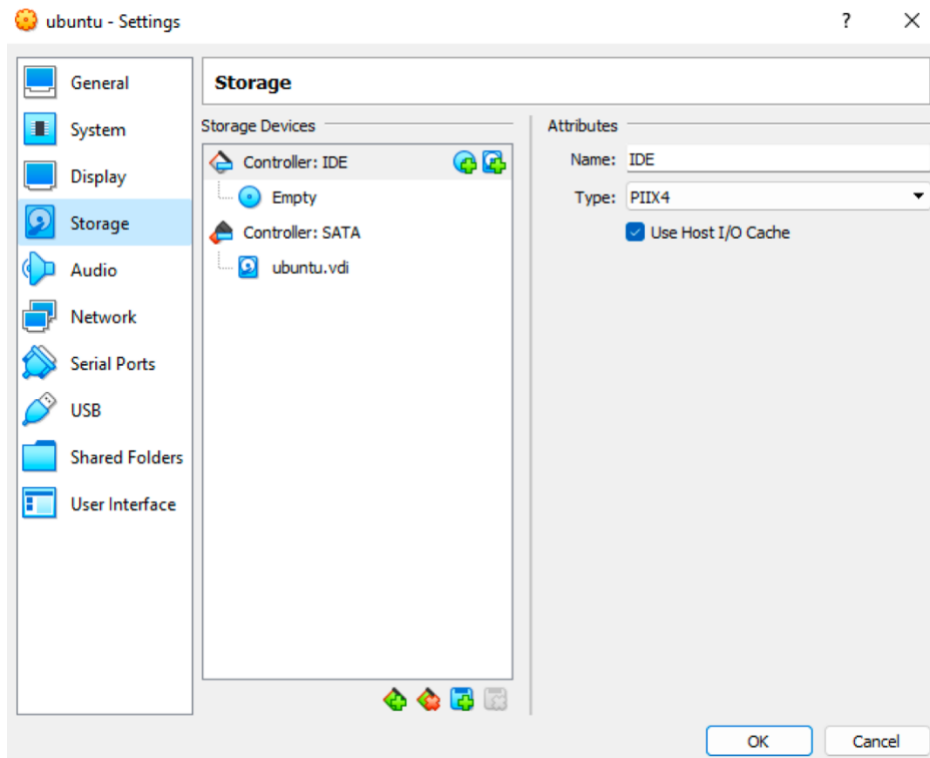 ubuntu - Settings
?
General
System
Display
Storage
Audio
Network
Serial Ports
USB
Shared Folders
User Interface
Storage
Storage Devices
Controller: IDE
Empty
Controller: SATA
ubuntu.vdi
Attributes
Name: IDE
Type: PIIX4
Use Host I/O Cache
OK
Cancel